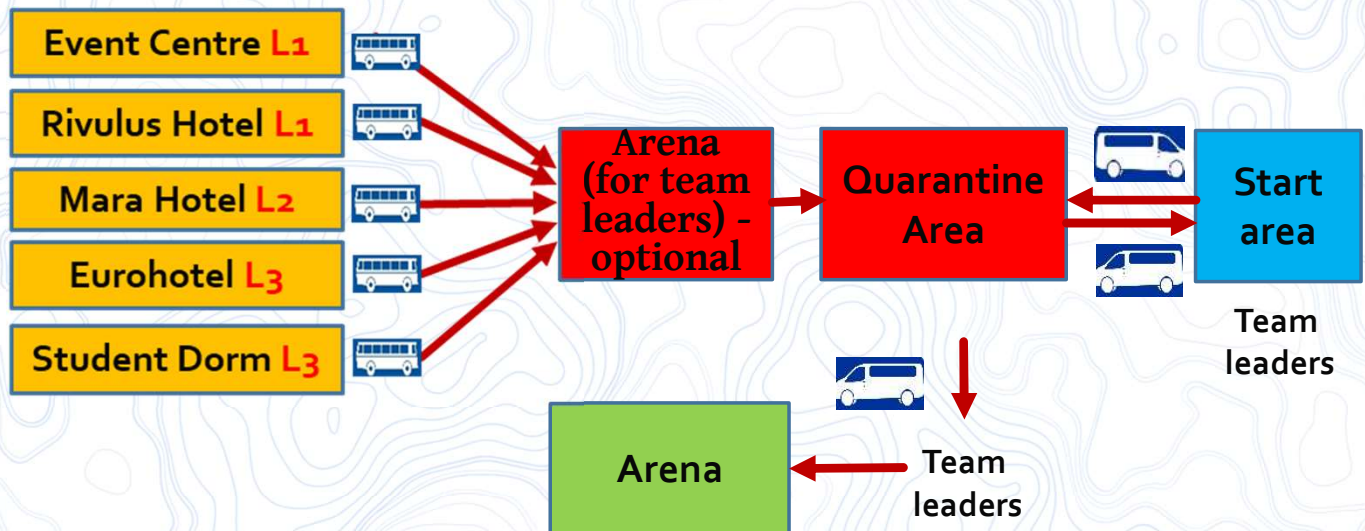 Event Centre L1
Rivulus Hotel L1
Mara Hotel L2
Eurohotel L3
Student Dorm L3
Arena
(for team
leaders) -
optional
Quarantine
Area
Start
area
Team
leaders
Arena
Team
leaders